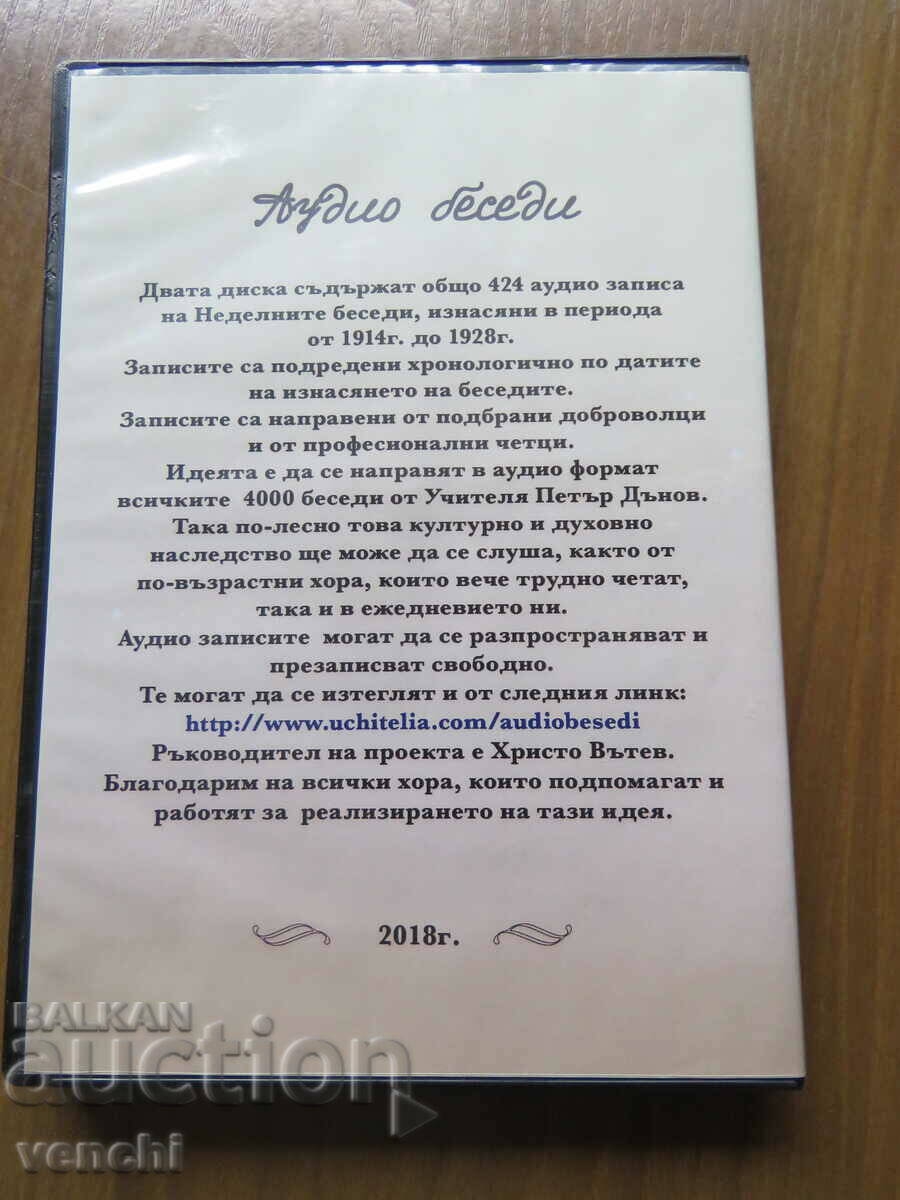 Аудио беседи
Двата диска съдържат общо 424 аудио записа
на Неделните беседи, изнасяни в периода
от 1914г. до 1928г.
Записите са подредени хронологично по датите
на изнасянето на беседите.
Записите са направени от подбрани доброволци
и от професионални четци.
Идеята е да се направят в аудио формат
всичките 4000 беседи от Учителя Петър Дънов.
Така по-лесно това културно и духовно
наследство ще може да се слуша, както от
по-възрастни хора, които вече трудно четат,
така и в ежедневието ни.
Аудио записите могат да се разпространяват и
презаписват свободно.
Те могат да се изтеглят и от следния линк:
http://www.uchitelia.com/audiobesedi
Ръководител на проекта е Христо Вътев.
Благодарим на всички хора, които подпомагат и
работят за реализирането на тази идея.
2018г.
BALKAN
auction
venchi